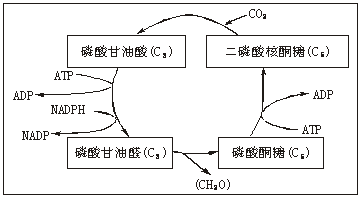 CO₂
磷酸甘油酸(C₃)
二磷酸核酮糖(C₅)
ATP
ADP
ADP
NADPH
ATP
NADP
磷酸甘油醛(C₃)
磷酸酮糖(C₅)
(CH₂O)